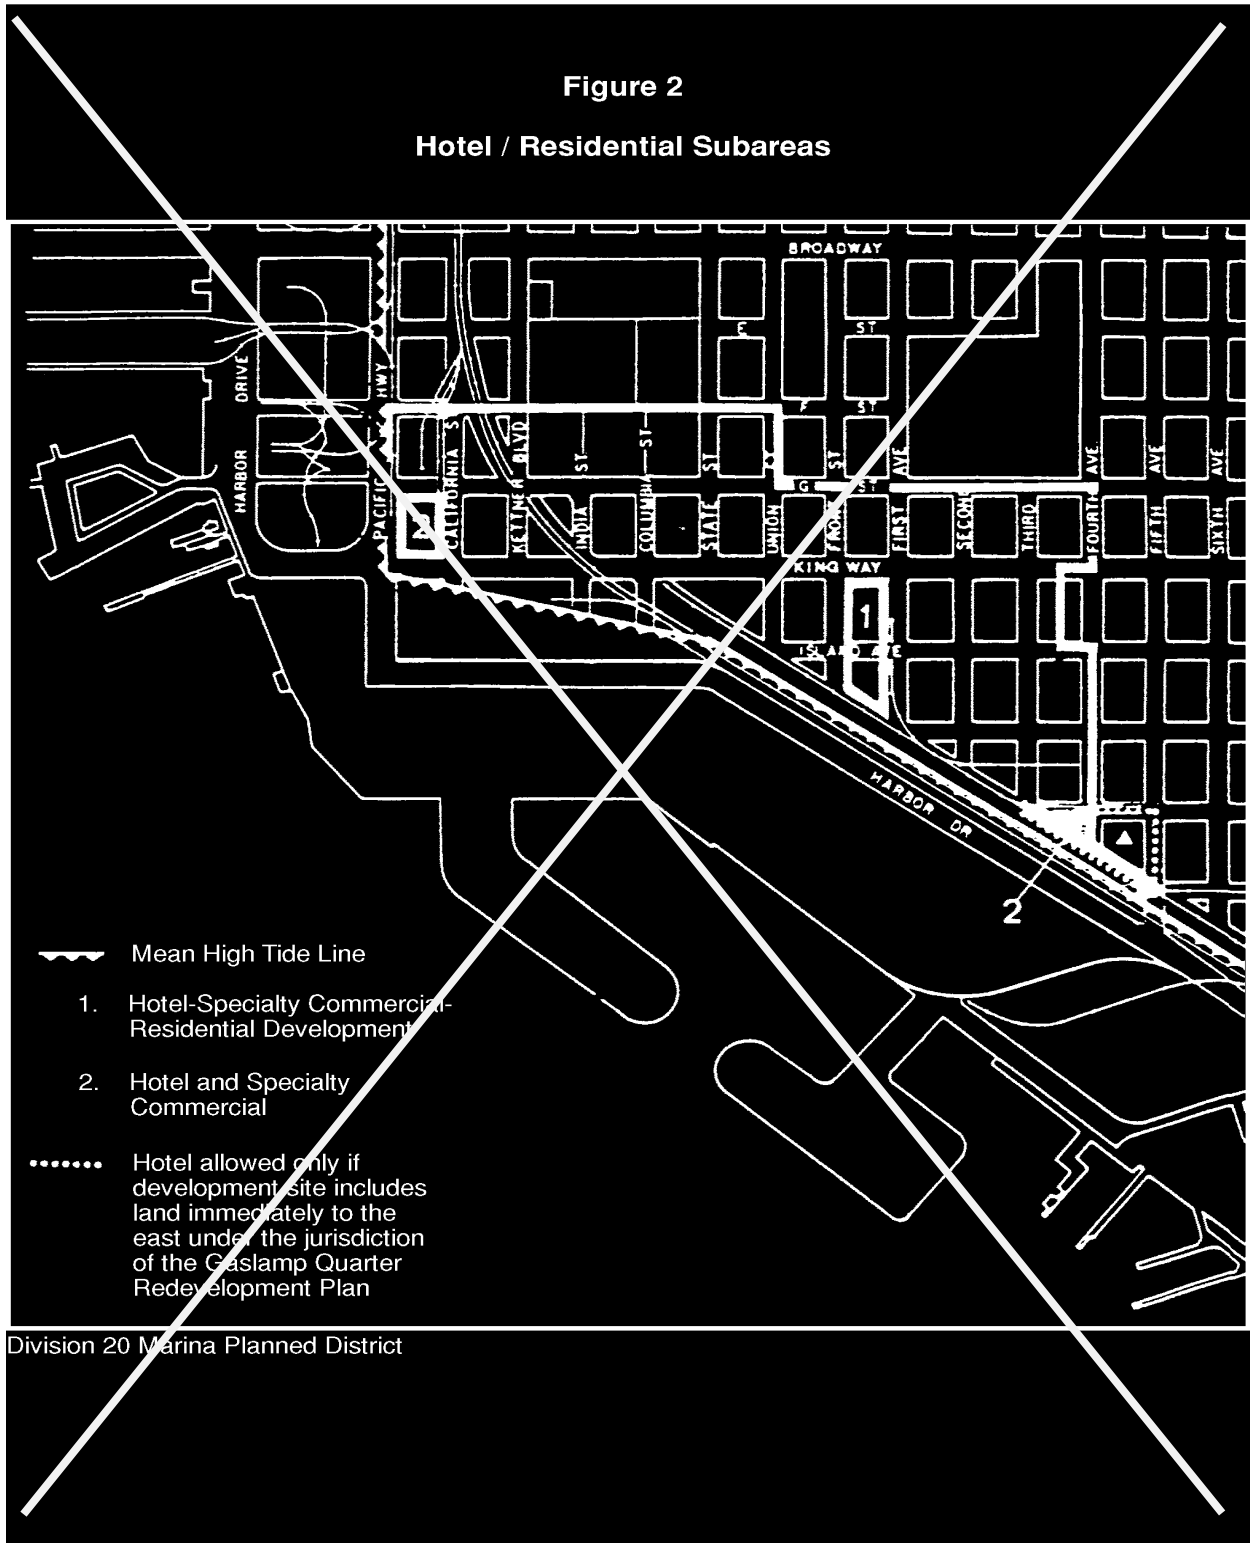 Figure 2
Hotel / Residential Subareas
BROADWAY
E
ST
DRIVE
HWY
F
ST
HARBOR
PACIFIC
CALIFORNIA S
KETTNER BLVD
INDIA
ST
COLUMBIA
ST
STATE
ST
UNION
ST
G
ST
FRONT
ST
FIRST
AVE
SECOND
THIRD
FOURTH
AVE.
FIFTH
AVE
SIXTH
AVE
2
KING WAY
1
ISLAND AVE
HARBOR DR
2
Mean High Tide Line
1. Hotel-Specialty Commercial-
Residential Development
2. Hotel and Specialty
Commercial
Hotel allowed only if
development site includes
land immediately to the
east under the jurisdiction
of the Gaslamp Quarter
Redevelopment Plan
Division 20 Marina Planned District